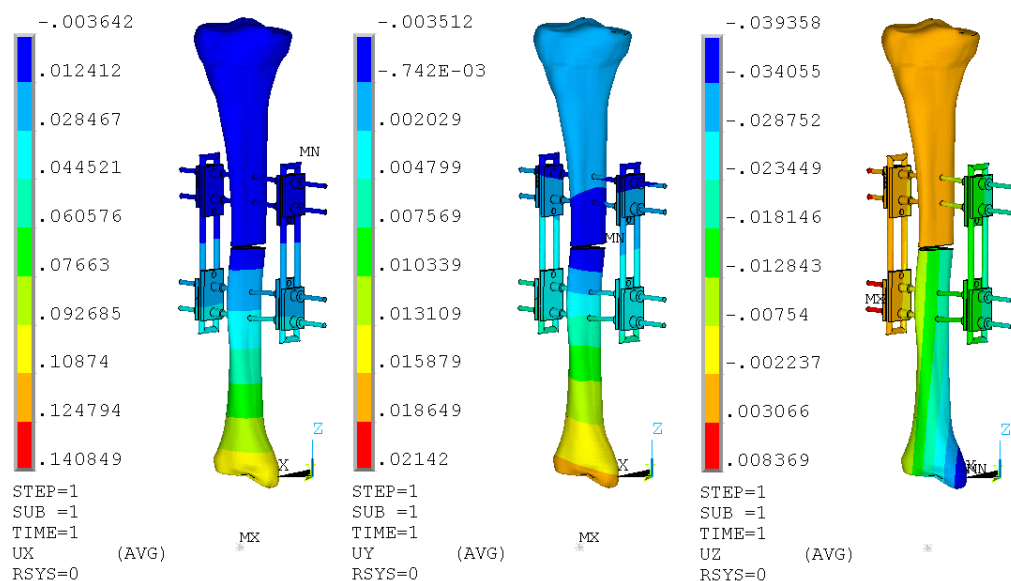 -.003642
.012412
.028467
.044521
.060576
.07663
.092685
.10874
.124794
.140849
STEP=1
SUB =1
TIME=1
UX (AVG)
RSYS=0
MN
Z
X
MX
-.003512
-.742E-03
.002029
.004799
.007569
.010339
.013109
.015879
.018649
.02142
STEP=1
SUB =1
TIME=1
UY (AVG)
RSYS=0
MN
Z
X
MX
-.039358
-.034055
-.028752
-.023449
-.018146
-.012843
-.00754
-.002237
.003066
.008369
STEP=1
SUB =1
TIME=1
UZ (AVG)
RSYS=0
MX
Z
X
MN